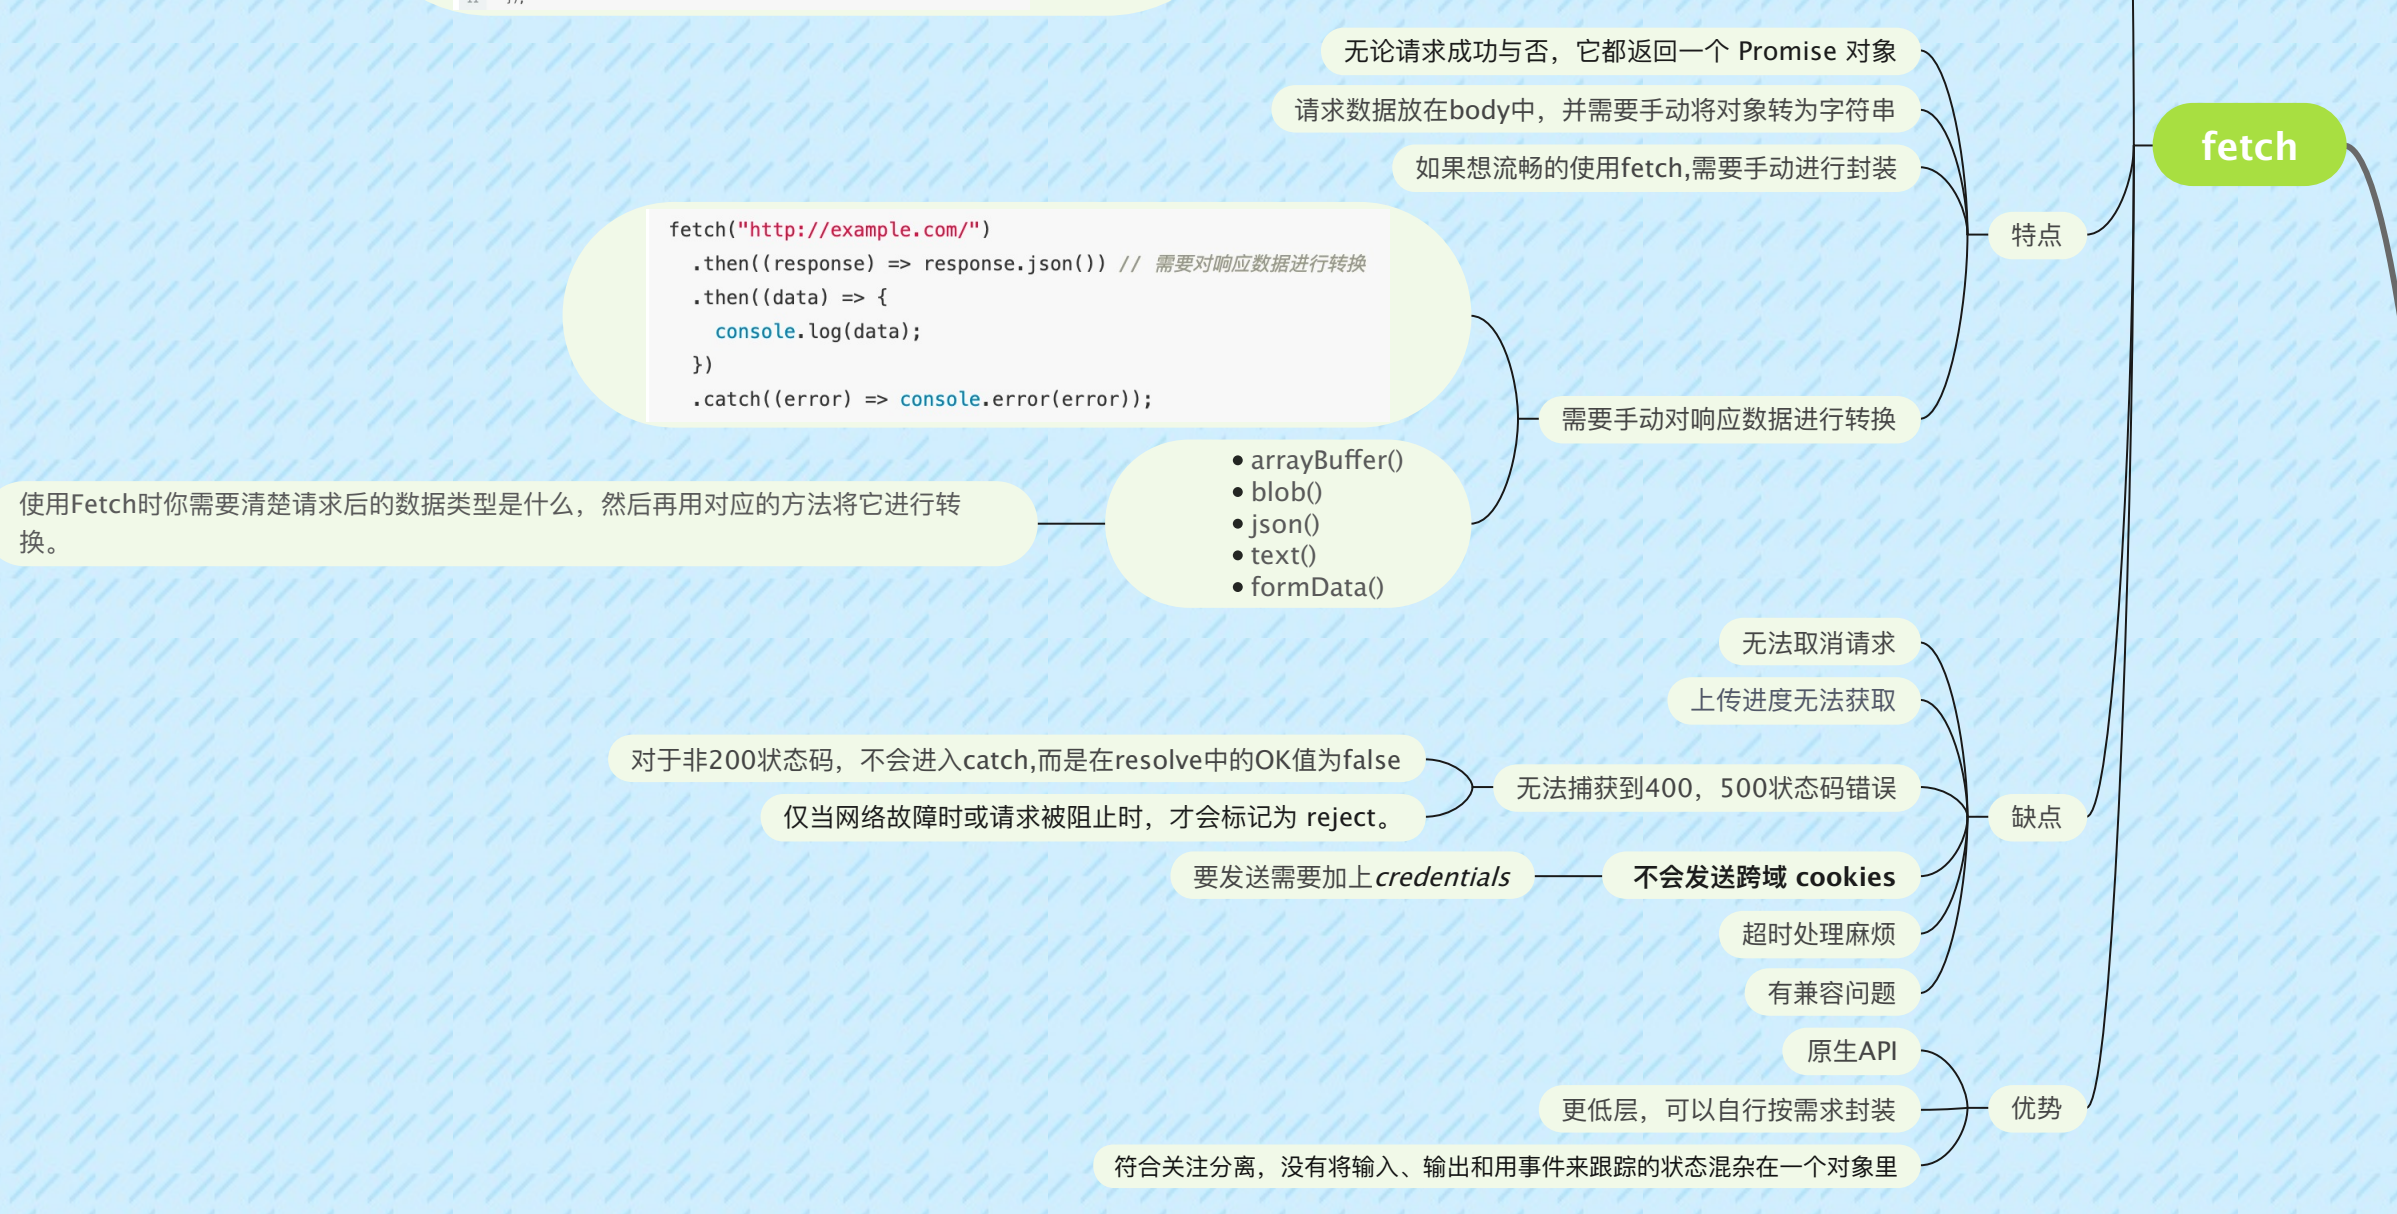 });
无论请求成功与否，它都返回一个 Promise 对象
请求数据放在body中，并需要手动将对象转为字符串
如果想流畅的使用fetch,需要手动进行封装
fetch
特点
fetch("http://example.com/")
.then((response) => response.json()) // 需要对响应数据进行转换
.then((data) => {
console.log(data);
})
.catch((error) => console.error(error));
需要手动对响应数据进行转换
• arrayBuffer()
• blob()
• json()
• text()
• formData()
使用Fetch时你需要清楚请求后的数据类型是什么，然后再用对应的方法将它进行转
换。
无法取消请求
上传进度无法获取
对于非200状态码，不会进入catch,而是在resolve中的OK值为false
无法捕获到400，500状态码错误
仅当网络故障时或请求被阻止时，才会标记为 reject。
缺点
要发送需要加上credentials
不会发送跨域 cookies
超时处理麻烦
有兼容问题
原生API
更低层，可以自行按需求封装
优势
符合关注分离，没有将输入、输出和用事件来跟踪的状态混杂在一个对象里